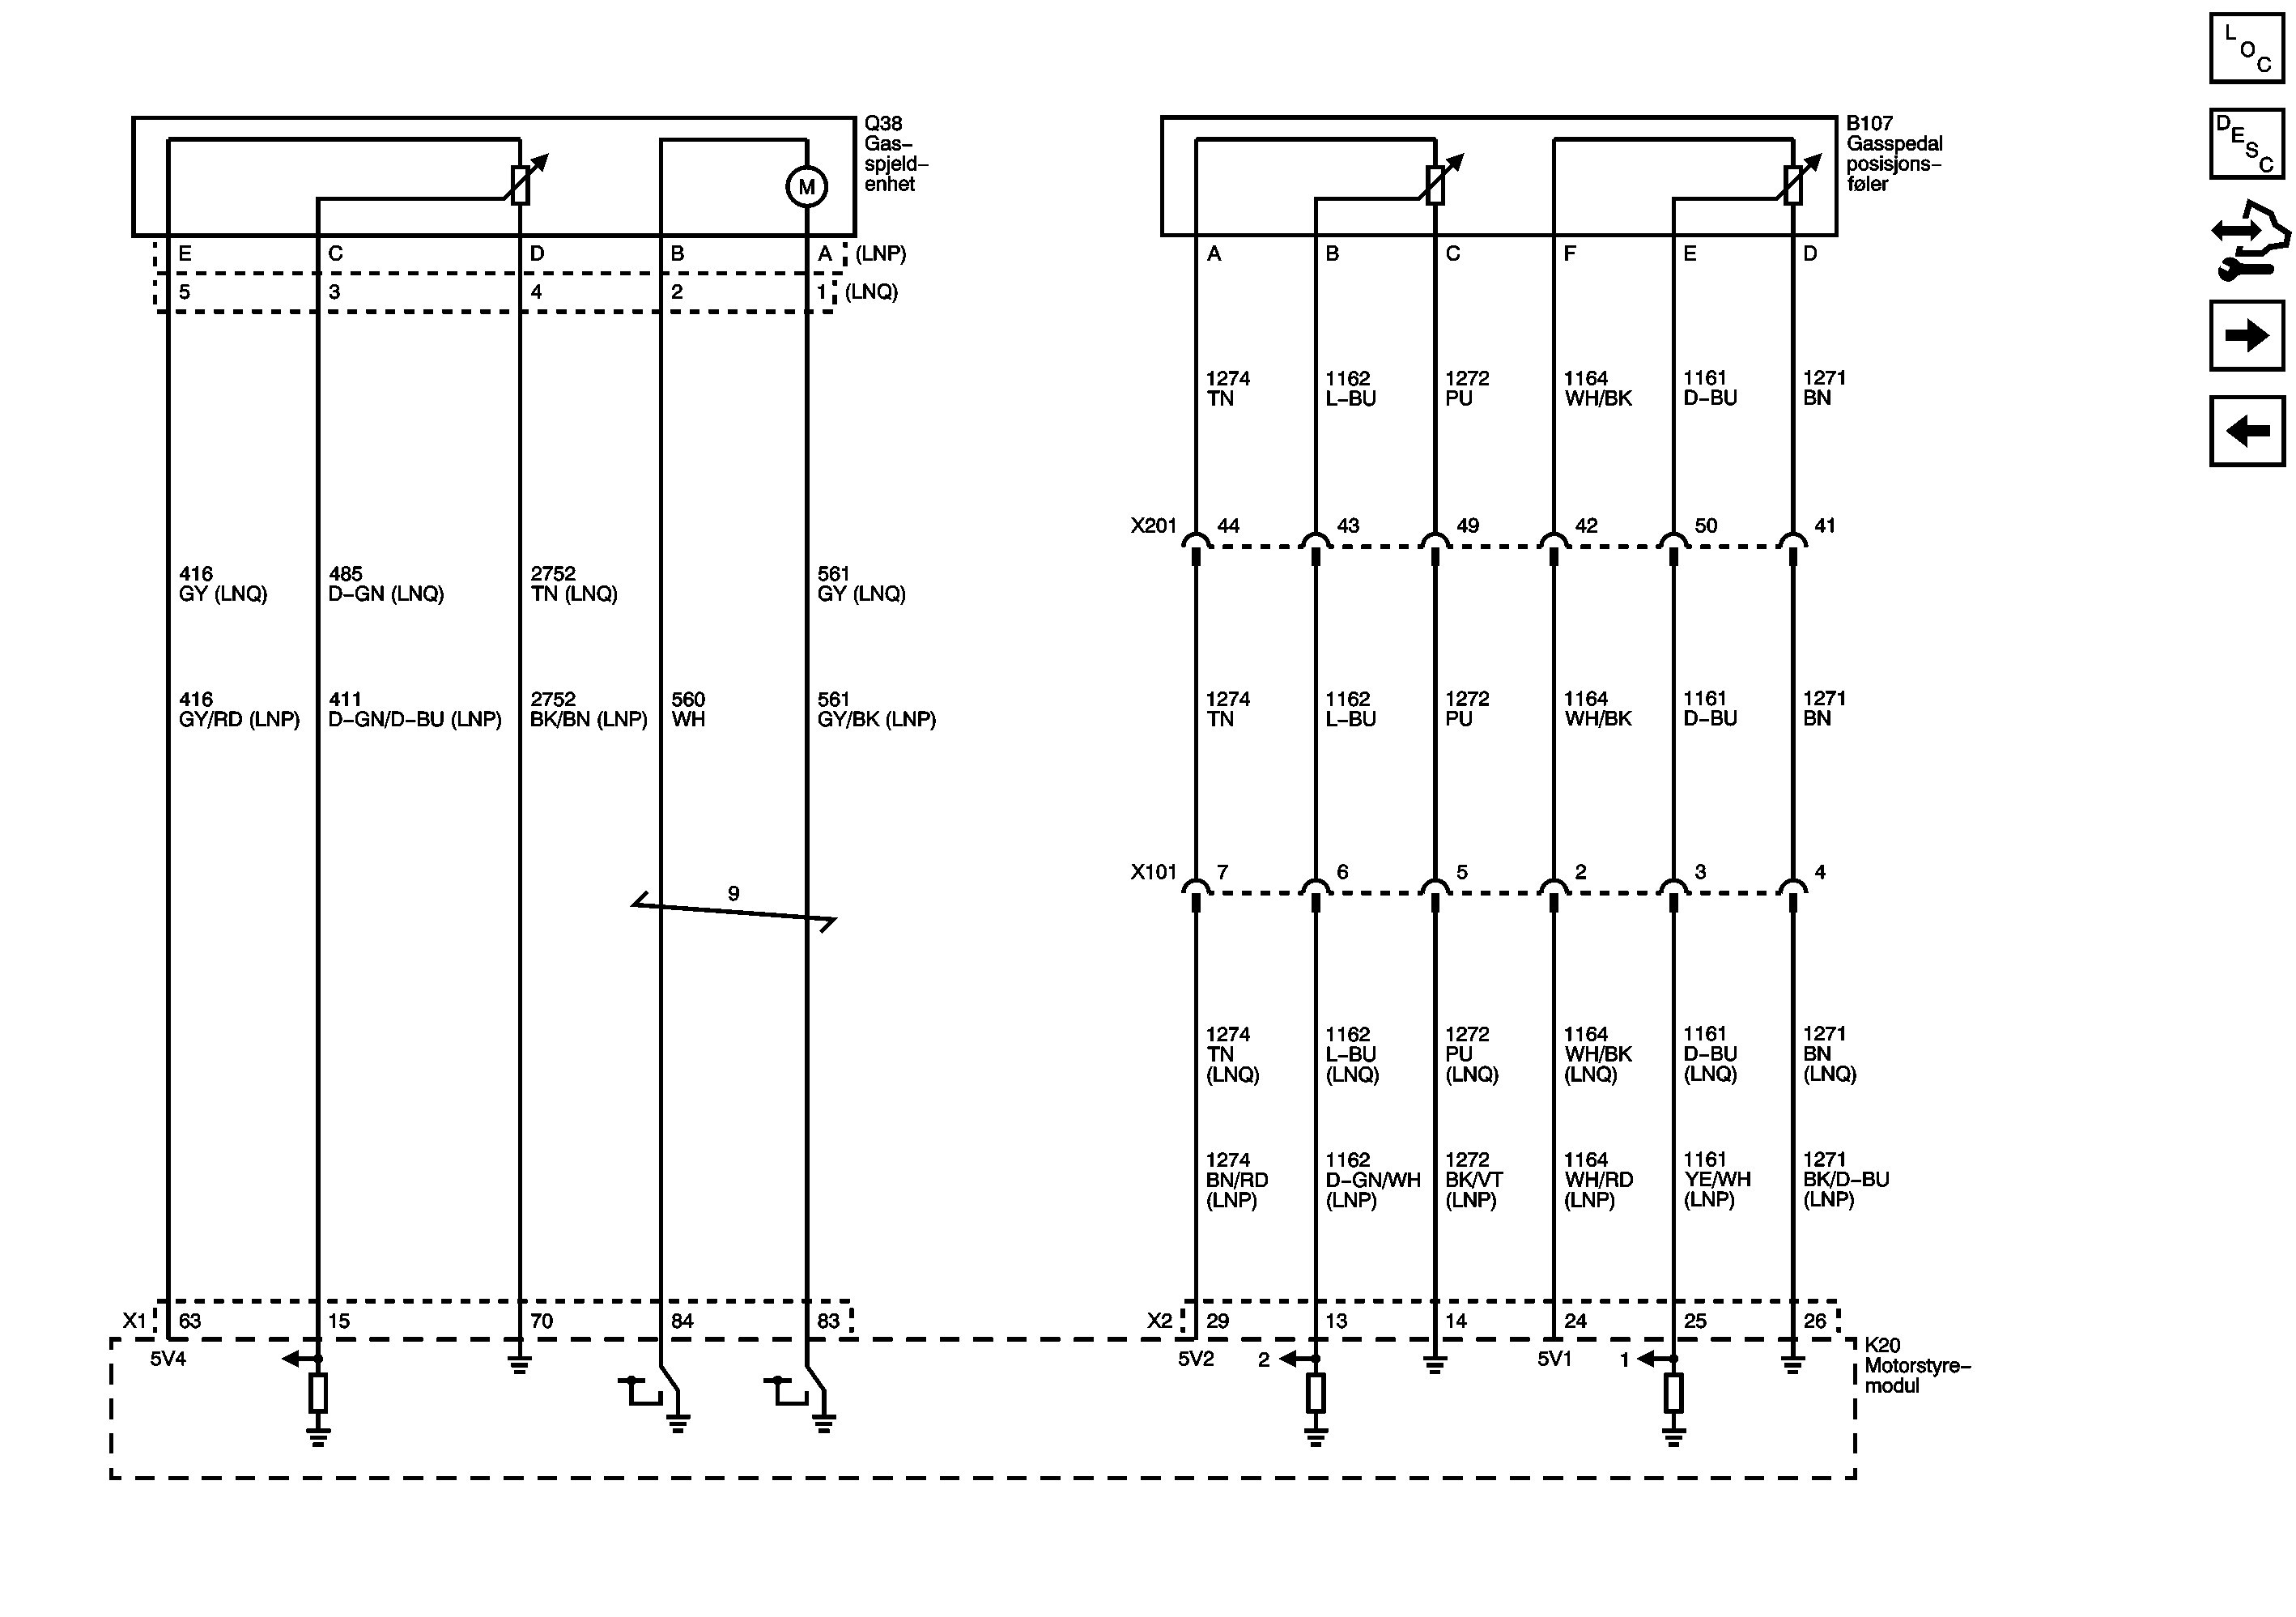 L
O
C
D
E
S
C
Q38
Gas–
spjeld–
enhet
M
E C D B A (LNP)
5 3 4 2 1 (LNQ)
416
GY (LNQ)
485
D–GN (LNQ)
2752
TN (LNQ)
561
GY (LNQ)
416
GY/RD (LNP)
411
D–GN/D–BU (LNP)
2752
BK/BN (LNP)
560
WH
561
GY/BK (LNP)
9
X1 63 15 70 84 83
5V4
B107
Gasspedal
posisjons–
føler
A B C F E D
1274
TN
1162
L–BU
1272
PU
1164
WH/BK
1161
D–BU
1271
BN
X201 44 43 49 42 50 41
1274
TN
1162
L–BU
1272
PU
1164
WH/BK
1161
D–BU
1271
BN
X101 7 6 5 2 3 4
1274
TN
(LNQ)
1162
L–BU
(LNQ)
1272
PU
(LNQ)
1164
WH/BK
(LNQ)
1161
D–BU
(LNQ)
1271
BN
(LNQ)
1274
BN/RD
(LNP)
1162
D–GN/WH
(LNP)
1272
BK/VT
(LNP)
1164
WH/RD
(LNP)
1161
YE/WH
(LNP)
1271
BK/D–BU
(LNP)
X2 29 13 14 24 25 26
5V2 2 5V1 1
K20
Motorstyre–
modul